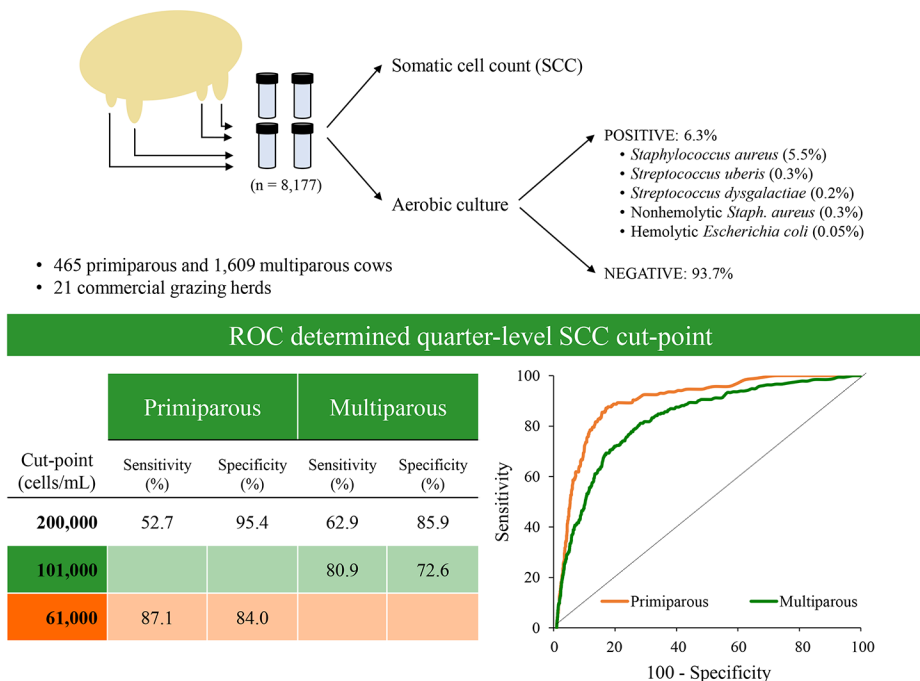 Somatic cell count (SCC)
(n = 8,177)
Aerobic culture
POSITIVE: 6.3%
• Staphylococcus aureus (5.5%)
• Streptococcus uberis (0.3%)
• Streptococcus dysgalactiae (0.2%)
• Nonhemolytic Staph. aureus (0.3%)
• Hemolytic Escherichia coli (0.05%)
NEGATIVE: 93.7%
• 465 primiparous and 1,609 multiparous cows
• 21 commercial grazing herds
ROC determined quarter-level SCC cut-point
Primiparous Multiparous
Cut-point (cells/mL) Sensitivity (%) Specificity (%) Sensitivity (%) Specificity (%)
200,000 52.7 95.4 62.9 85.9
101,000 80.9 72.6
61,000 87.1 84.0
Sensitivity
100
80
60
40
20
0
Primiparous Multiparous
0 20 40 60 80 100
100 - Specificity